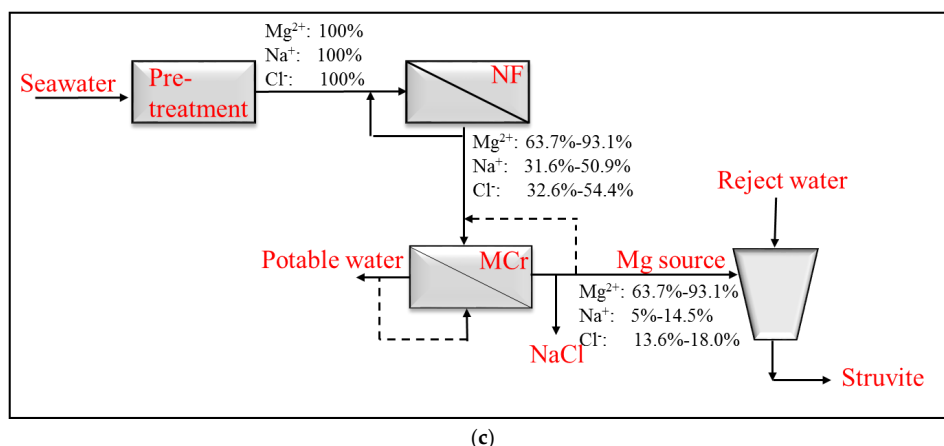 Mg²⁺: 100%
Na⁺: 100%
Cl⁻: 100%
Seawater
Pre-
treatment
NF
Mg²⁺: 63.7%-93.1%
Na⁺: 31.6%-50.9%
Cl⁻: 32.6%-54.4%
Reject water
Potable water
MCr
Mg source
Mg²⁺: 63.7%-93.1%
Na⁺: 5%-14.5%
Cl⁻: 13.6%-18.0%
NaCl
Struvite
(c)